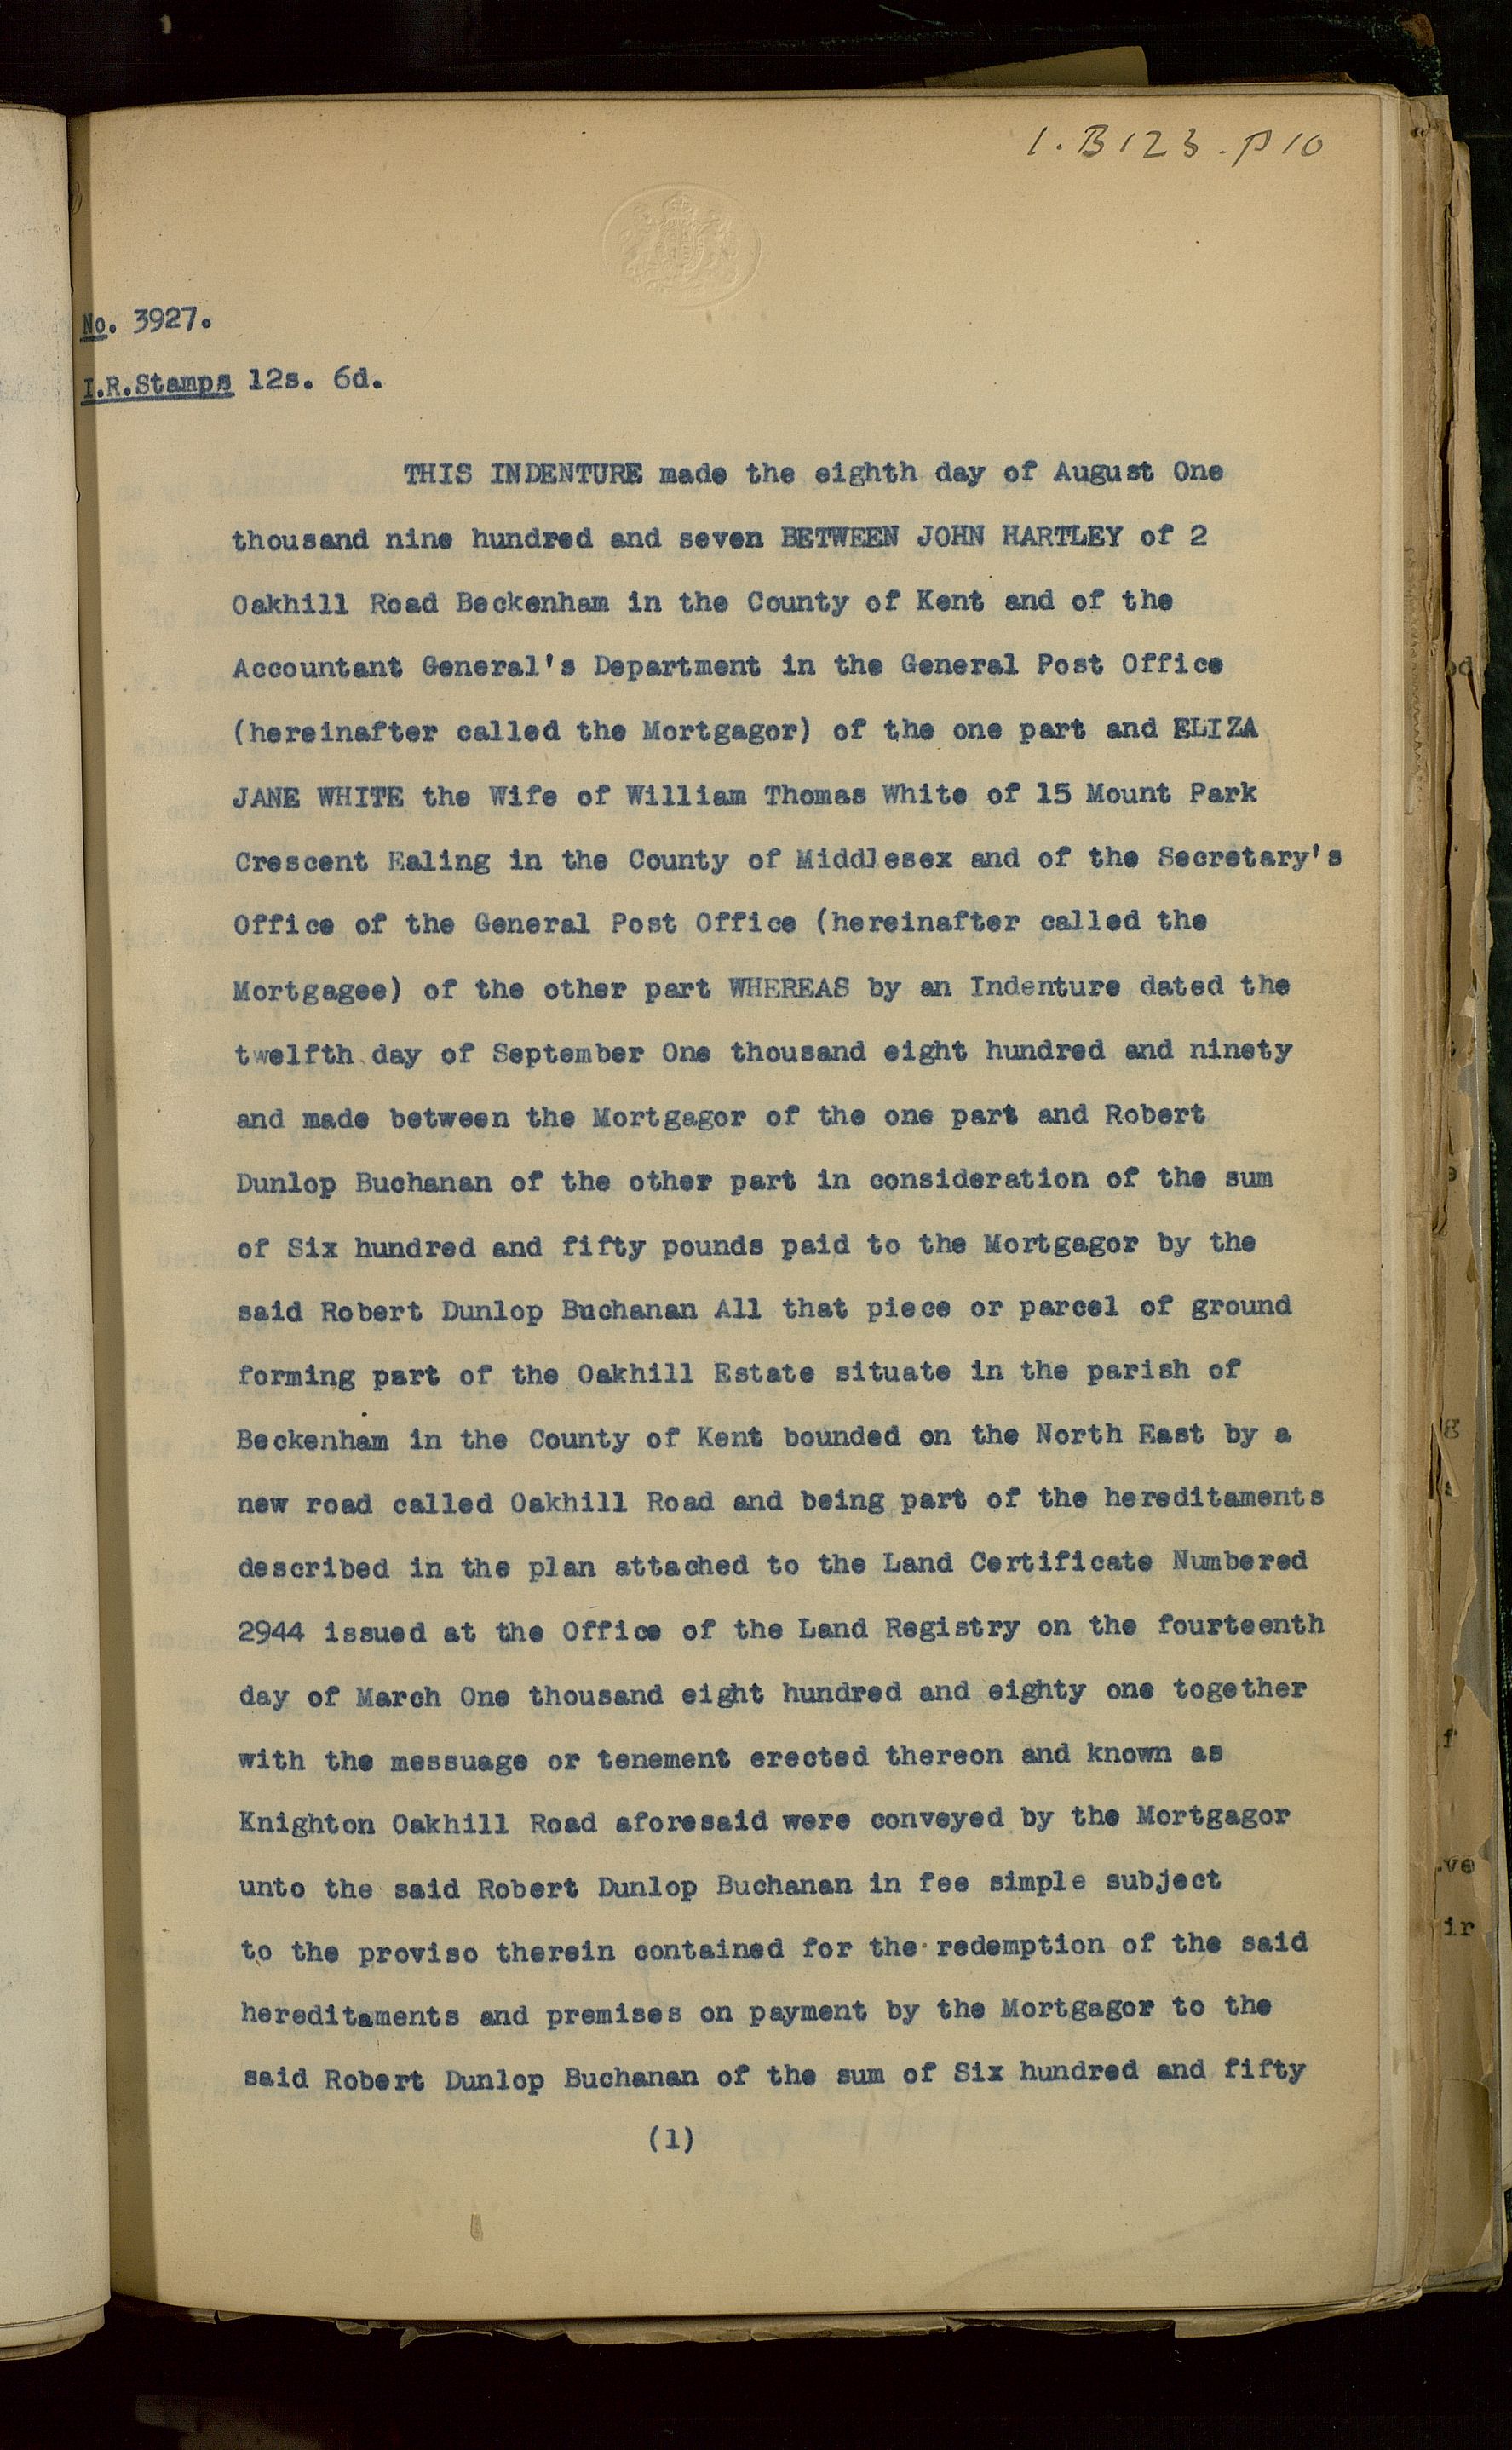 1. B123 - P10
No. 3927.
I.R.Stamps 12s. 6d.
THIS INDENTURE made the eighth day of August One
thousand nine hundred and seven BETWEEN JOHN HARTLEY of 2
Oakhill Road Beckenham in the County of Kent and of the
Accountant General's Department in the General Post Office
(hereinafter called the Mortgagor) of the one part and ELIZA
JANE WHITE the Wife of William Thomas White of 15 Mount Park
Crescent Ealing in the County of Middlesex and of the Secretary's
Office of the General Post Office (hereinafter called the
Mortgagee) of the other part WHEREAS by an Indenture dated the
twelfth day of September One thousand eight hundred and ninety
and made between the Mortgagor of the one part and Robert
Dunlop Buchanan of the other part in consideration of the sum
of Six hundred and fifty pounds paid to the Mortgagor by the
said Robert Dunlop Buchanan All that piece or parcel of ground
forming part of the Oakhill Estate situate in the parish of
Beckenham in the County of Kent bounded on the North East by a
new road called Oakhill Road and being part of the hereditaments
described in the plan attached to the Land Certificate Numbered
2944 issued at the Office of the Land Registry on the fourteenth
day of March One thousand eight hundred and eighty one together
with the messuage or tenement erected thereon and known as
Knighton Oakhill Road aforesaid were conveyed by the Mortgagor
unto the said Robert Dunlop Buchanan in fee simple subject
to the proviso therein contained for the redemption of the said
hereditaments and premises on payment by the Mortgagor to the
said Robert Dunlop Buchanan of the sum of Six hundred and fifty
(1)